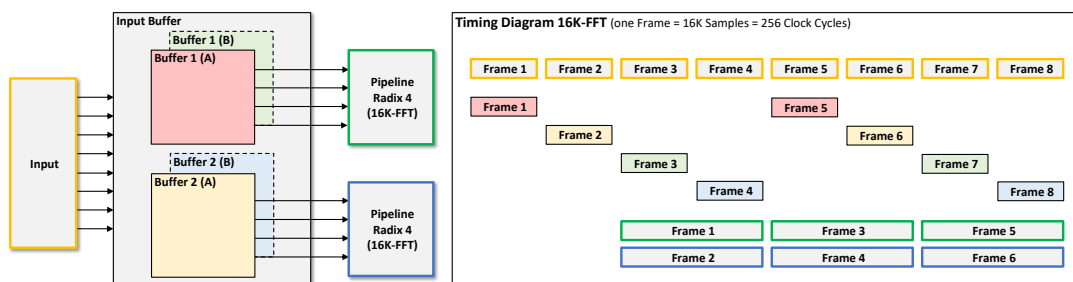 Input Buffer
Buffer 1 (B)
Buffer 1 (A)
Input
Pipeline
Radix 4
(16K-FFT)
Buffer 2 (B)
Buffer 2 (A)
Pipeline
Radix 4
(16K-FFT)
Timing Diagram 16K-FFT (one Frame = 16K Samples = 256 Clock Cycles)
Frame 1 Frame 2 Frame 3 Frame 4 Frame 5 Frame 6 Frame 7 Frame 8
Frame 1 Frame 5
Frame 2 Frame 6
Frame 3 Frame 7
Frame 4 Frame 8
Frame 1 Frame 3 Frame 5
Frame 2 Frame 4 Frame 6